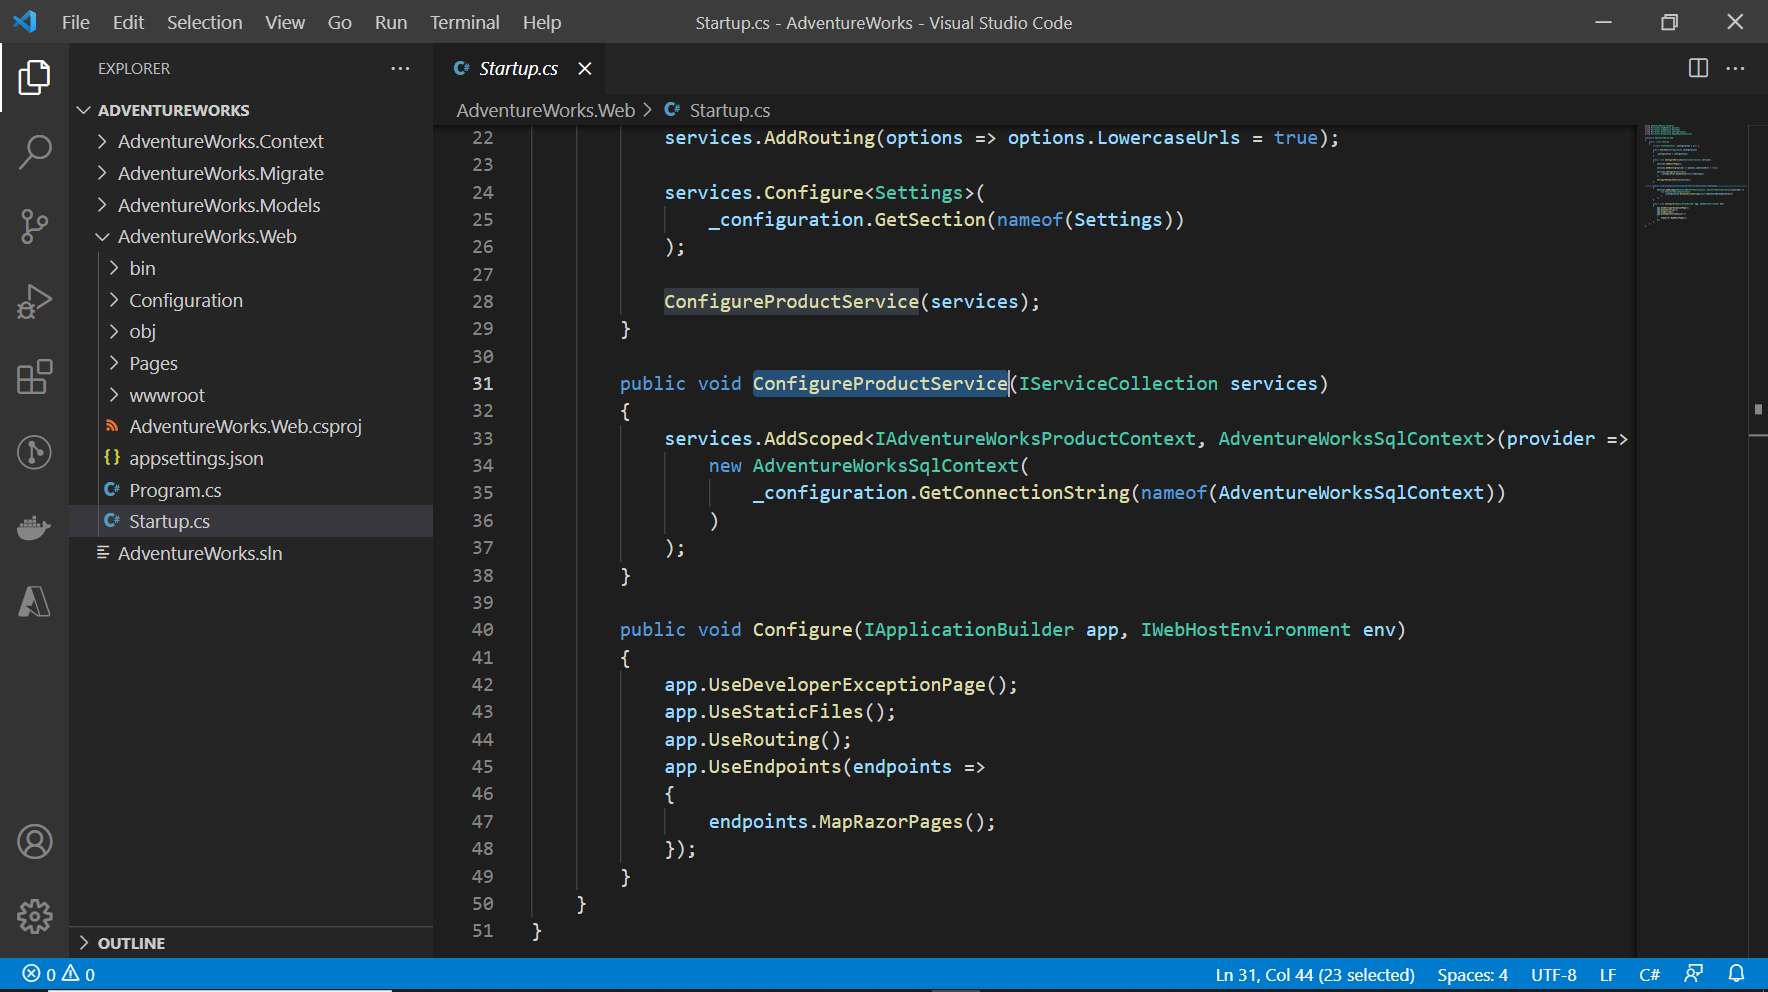 File Edit Selection View Go Run Terminal Help
Startup.cs - AdventureWorks - Visual Studio Code
EXPLORER
ADVENTUREWORKS
AdventureWorks.Context
AdventureWorks.Migrate
AdventureWorks.Models
AdventureWorks.Web
bin
Configuration
obj
Pages
wwwroot
AdventureWorks.Web.csproj
{} appsettings.json
C# Program.cs
C# Startup.cs
AdventureWorks.sln
OUTLINE
C# Startup.cs
AdventureWorks.Web > C# Startup.cs
22 services.AddRouting(options => options.LowercaseUrls = true);
23
24 services.Configure<Settings>(
25 _configuration.GetSection(nameof(Settings))
26 );
27
28 ConfigureProductService(services);
29 }
30
31 public void ConfigureProductService(IServiceCollection services)
32 {
33 services.AddScoped<IAdventureWorksProductContext, AdventureWorksSqlContext>(provider =>
34 new AdventureWorksSqlContext(
35 _configuration.GetConnectionString(nameof(AdventureWorksSqlContext))
36 )
37 );
38 }
39
40 public void Configure(IApplicationBuilder app, IWebHostEnvironment env)
41 {
42 app.UseDeveloperExceptionPage();
43 app.UseStaticFiles();
44 app.UseRouting();
45 app.UseEndpoints(endpoints =>
46 {
47 endpoints.MapRazorPages();
48 });
49 }
50 }
51 }
0 0
Ln 31, Col 44 (23 selected) Spaces: 4 UTF-8 LF C#